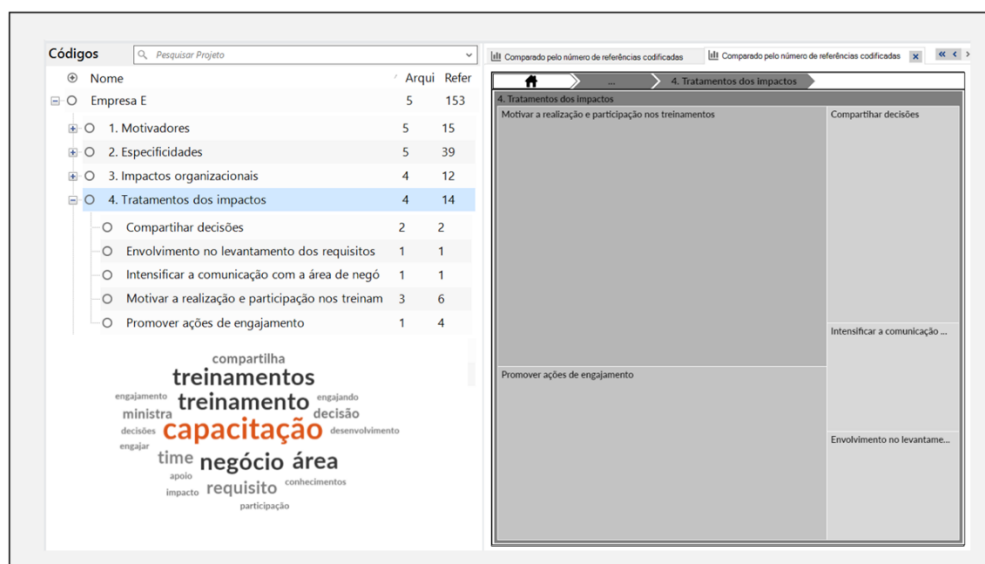 Códigos
Pesquisar Projeto
Nome Arqui Refer
Empresa E 5 153
1. Motivadores 5 15
2. Especificidades 5 39
3. Impactos organizacionais 4 12
4. Tratamentos dos impactos 4 14
Compartihar decisões 2 2
Envolvimento no levantamento dos requisitos 1 1
Intensificar a comunicação com a área de negó 1 1
Motivar a realização e participação nos treinam 3 6
Promover ações de engajamento 1 4
compartilha
treinamentos
engajamento treinamento engajando
ministra decisão
decisões capacitação desenvolvimento
engajar
time negócio área
apoio
impacto requisito conhecimentos
participação
Comparado pelo número de referências codificadas
Comparado pelo número de referências codificadas x
... 4. Tratamentos dos impactos
4. Tratamentos dos impactos
Motivar a realização e participação nos treinamentos
Compartihar decisões
Intensificar a comunicação ...
Promover ações de engajamento
Envolvimento no levantame...